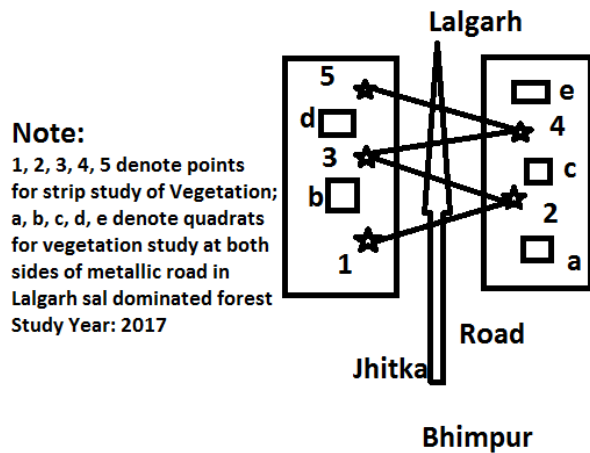 Lalgarh
5
e
d
4
Note:
3
1, 2, 3, 4, 5 denote points
c
for strip study of Vegetation;
b
a, b, c, d, e denote quadrats
2
for vegetation study at both
sides of metallic road in
1
a
Lalgarh sal dominated forest
Study Year: 2017
Road
Jhitka
Bhimpur